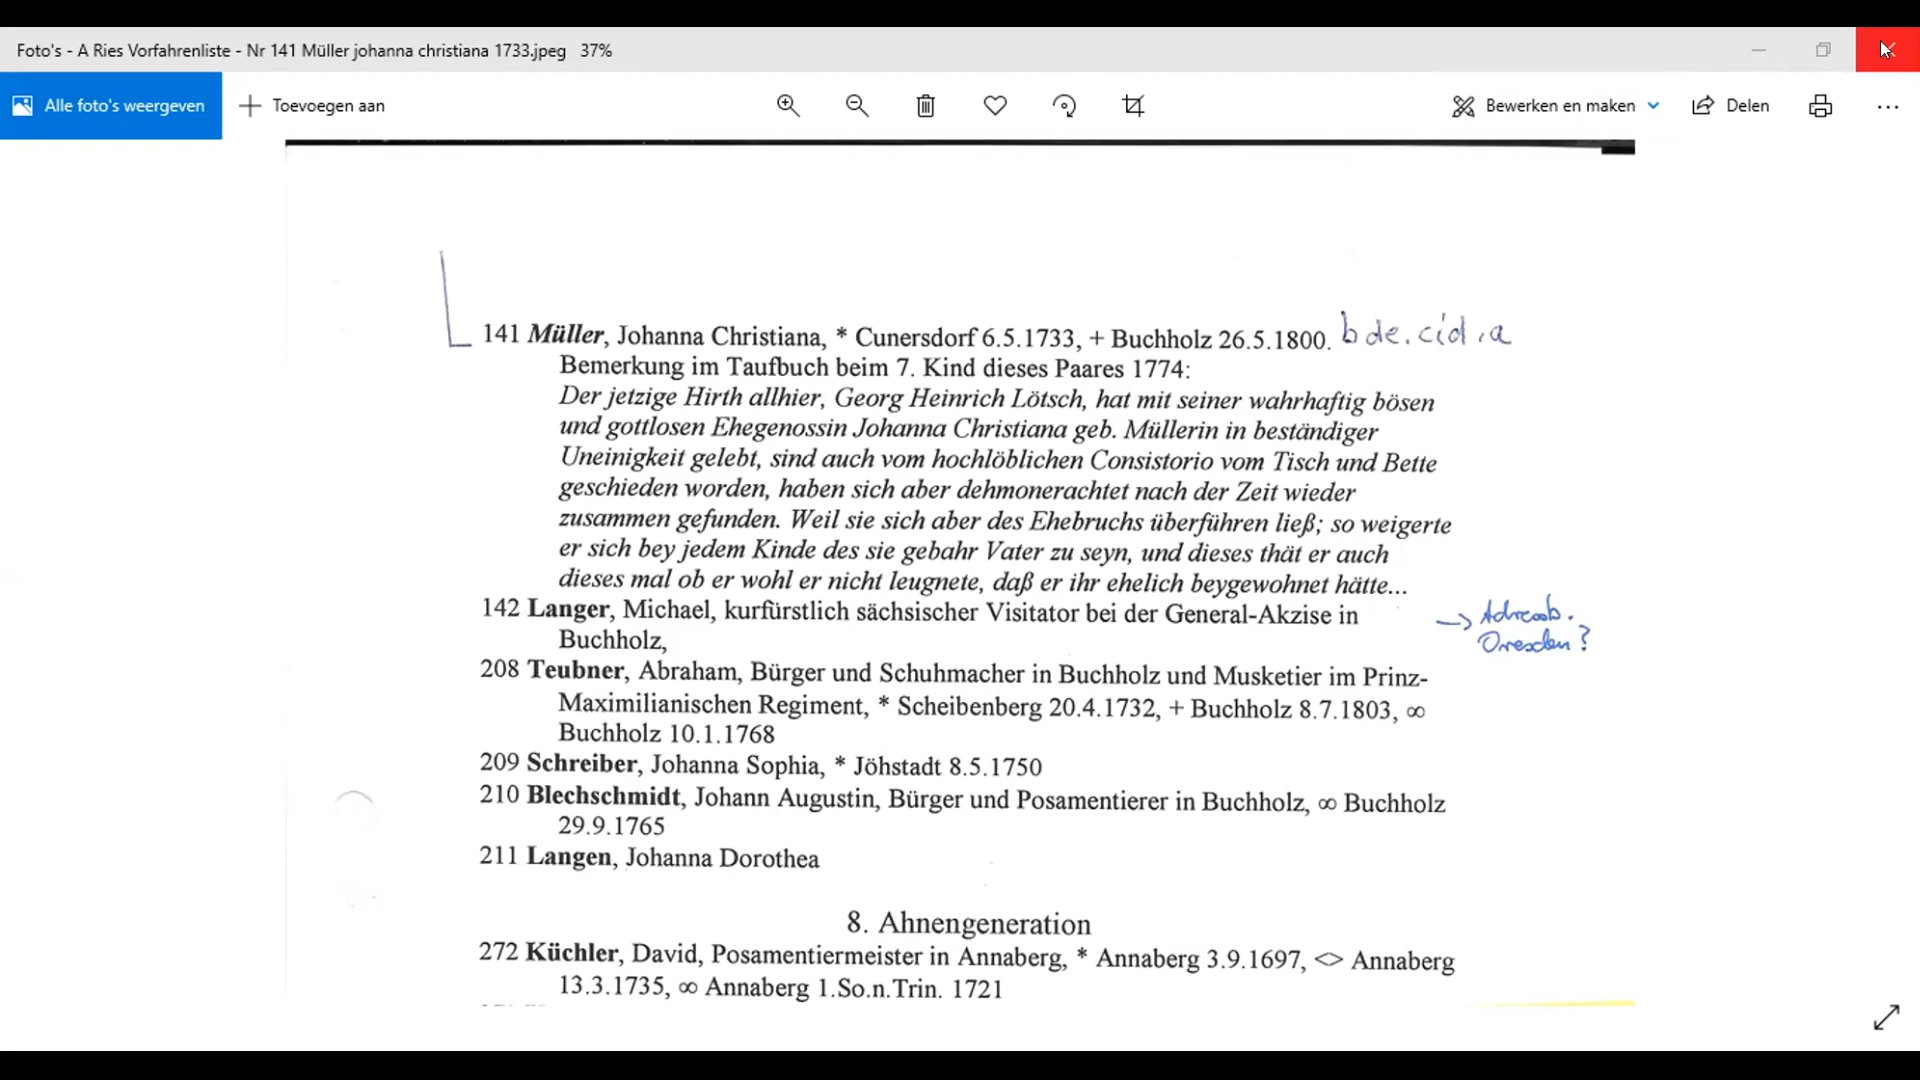 Foto's - A Ries Vorfahrenliste - Nr 141 Müller johanna christiana 1733.jpeg 37%
Alle foto's weergeven
Toevoegen aan
Bewerken en maken
Delen
141 Müller, Johanna Christiana, * Cunersdorf 6.5.1733, + Buchholz 26.5.1800. bde.cid.a
Bemerkung im Taufbuch beim 7. Kind dieses Paares 1774:
Der jetzige Hirth allhier, Georg Heinrich Lötsch, hat mit seiner wahrhaftig bösen
und gottlosen Ehegenossin Johanna Christiana geb. Müllerin in beständiger
Uneinigkeit gelebt, sind auch vom hochlöblichen Consistorio vom Tisch und Bette
geschieden worden, haben sich aber dehmonerachtet nach der Zeit wieder
zusammen gefunden. Weil sie sich aber des Ehebruchs überführen ließ; so weigerte
er sich bey jedem Kinde des sie gebahr Vater zu seyn, und dieses thät er auch
dieses mal ob er wohl er nicht leugnete, daß er ihr ehelich beygewohnet hätte...
142 Langer, Michael, kurfürstlich sächsischer Visitator bei der General-Akzise in
Buchholz,
→ Adressb.
Dresden?
208 Teubner, Abraham, Bürger und Schuhmacher in Buchholz und Musketier im Prinz-
Maximilianischen Regiment, * Scheibenberg 20.4.1732, + Buchholz 8.7.1803, ∞
Buchholz 10.1.1768
209 Schreiber, Johanna Sophia, * Jöhstadt 8.5.1750
210 Blechschmidt, Johann Augustin, Bürger und Posamentierer in Buchholz, ∞ Buchholz
29.9.1765
211 Langen, Johanna Dorothea
8. Ahnengeneration
272 Küchler, David, Posamentiermeister in Annaberg, * Annaberg 3.9.1697, <> Annaberg
13.3.1735, ∞ Annaberg 1.So.n.Trin. 1721